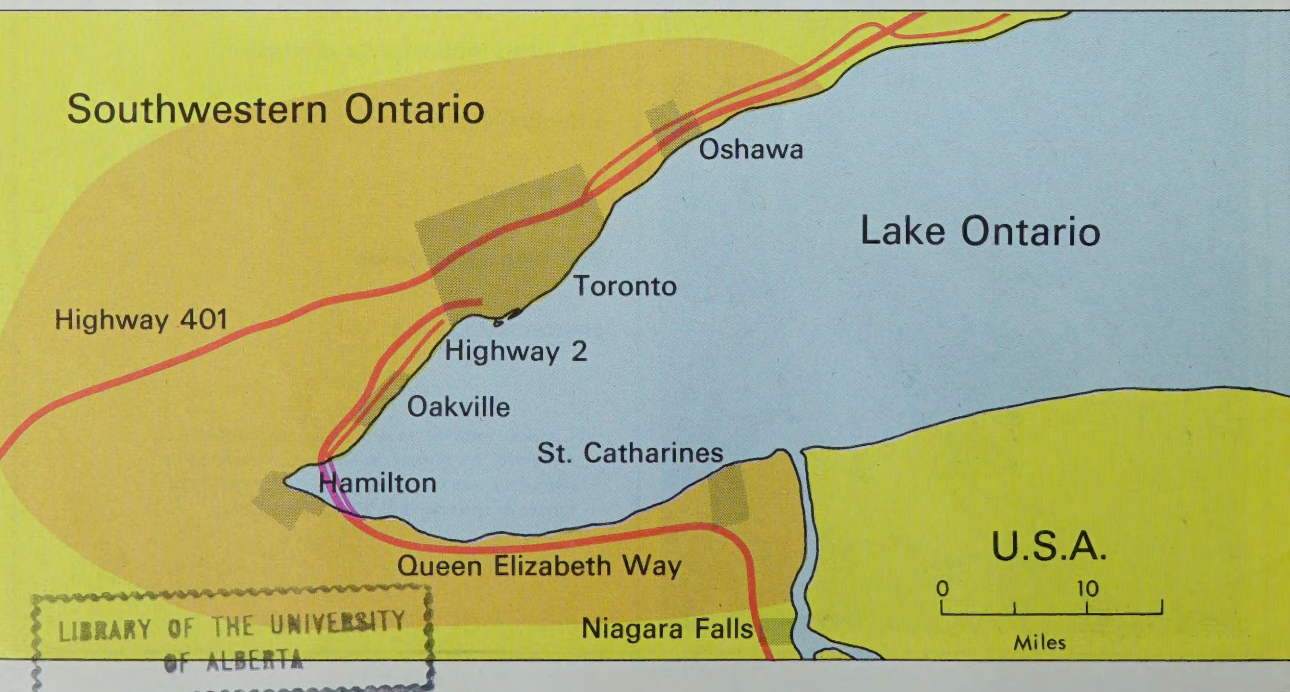 Southwestern Ontario
Oshawa
Lake Ontario
Toronto
Highway 401
Highway 2
Oakville
St. Catharines
Hamilton
Queen Elizabeth Way
U.S.A.
0 10
Miles
Niagara Falls
LIBRARY OF THE UNIVERSITY
OF ALBERTA